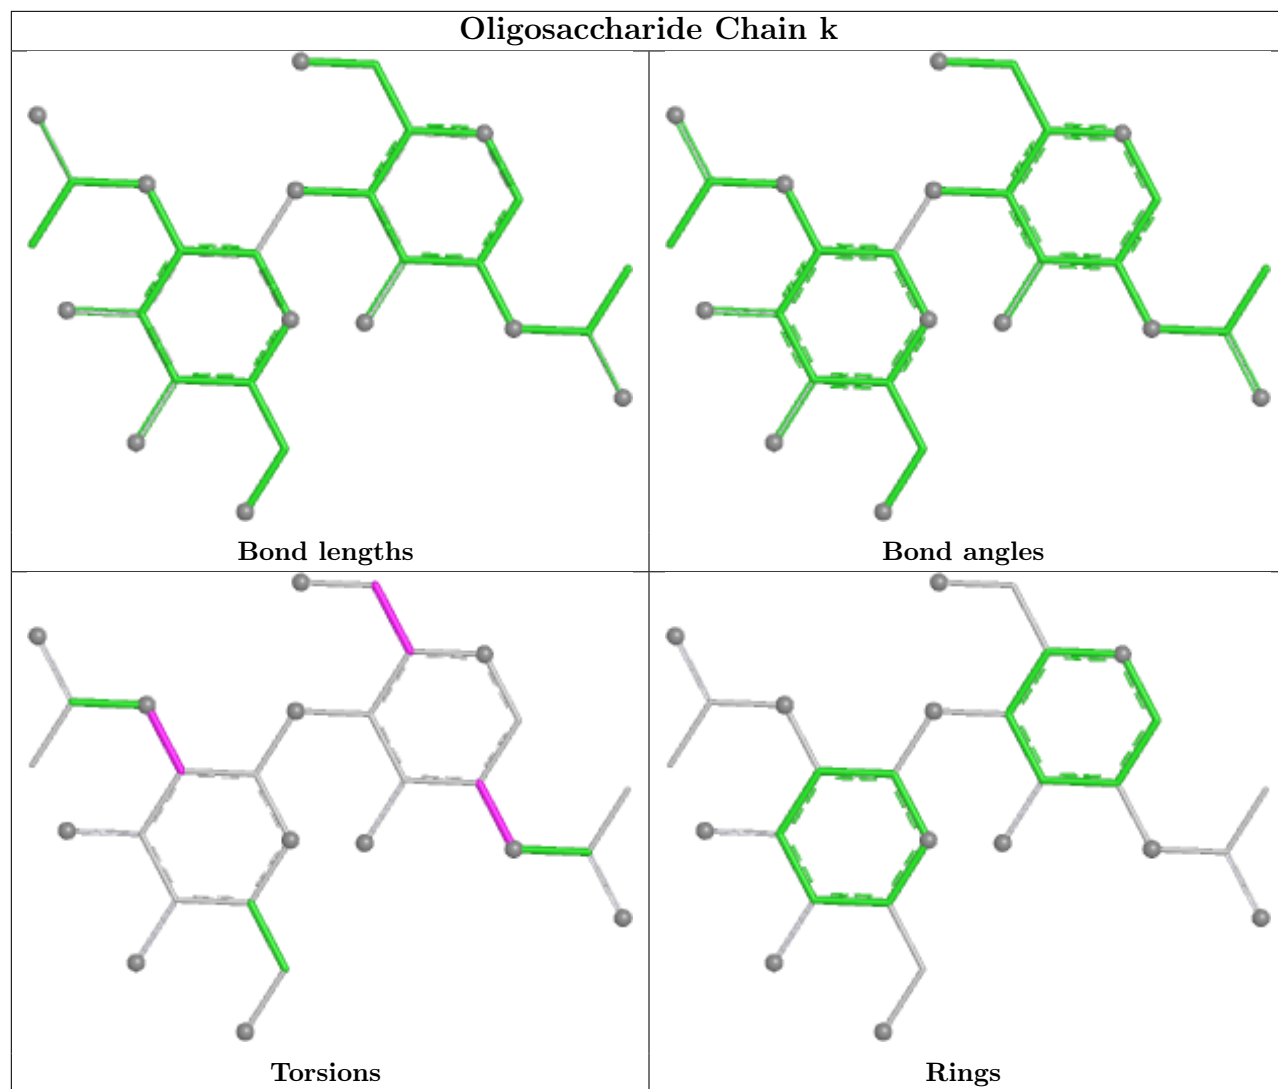 Oligosaccharide Chain k
Bond lengths
Bond angles
Torsions
Rings